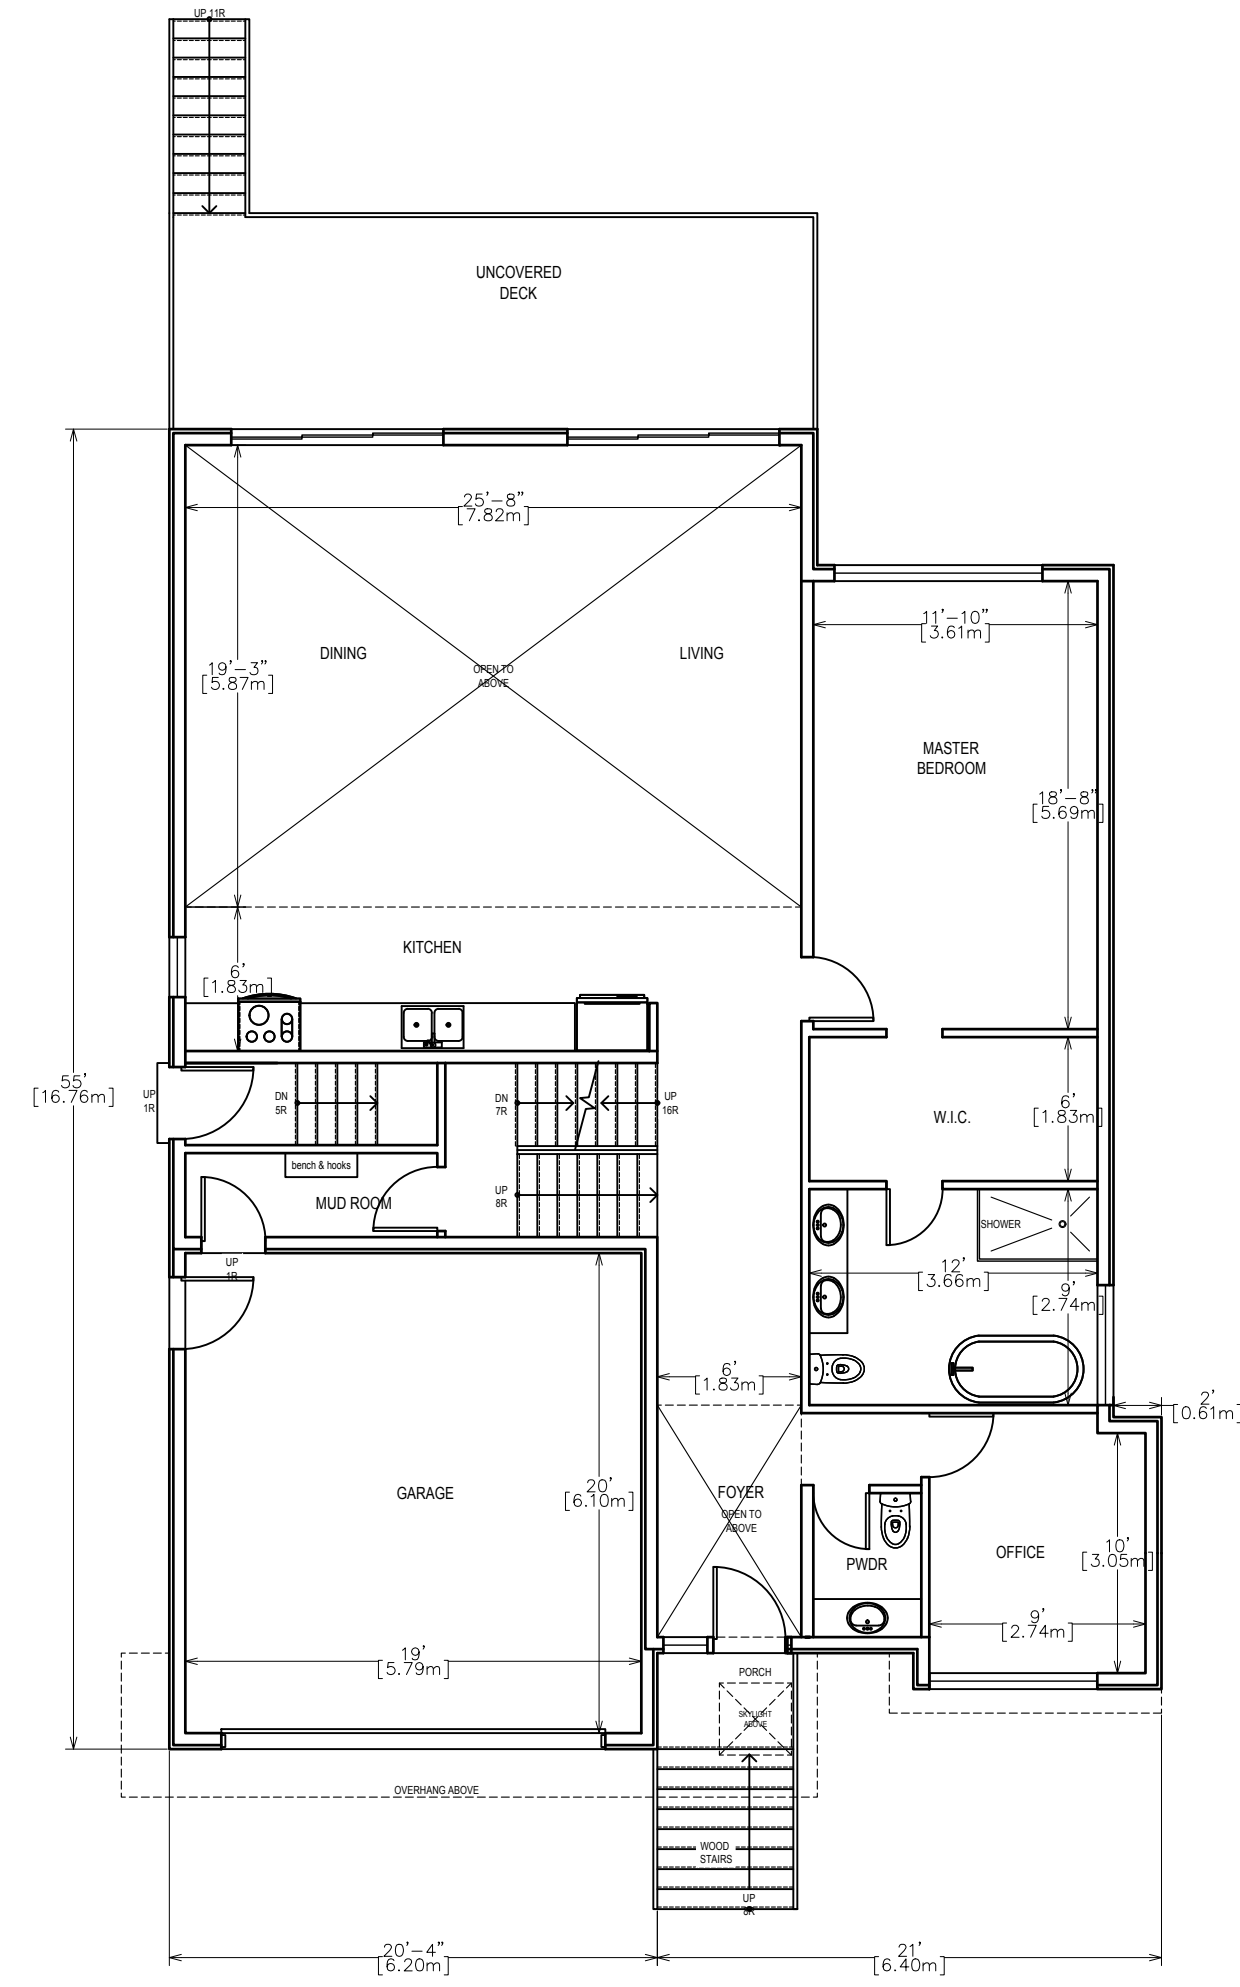 UP 11R
UNCOVERED
DECK
25'-8"
[7.82m]
11'-10"
[3.61m]
DINING
LIVING
19'-3"
[5.87m]
OPEN TO
ABOVE
MASTER
BEDROOM
18'-8"
[5.69m]
KITCHEN
6'
[1.83m]
55'
[16.76m]
UP
1R
DN
5R
DN
7R
UP
16R
6'
[1.83m]
W.I.C.
bench & hooks
MUD ROOM
UP
8R
SHOWER
UP
1R
12'
[3.66m]
9'
[2.74m]
6'
[1.83m]
2'
[0.61m]
GARAGE
20'
[6.10m]
FOYER
OPEN TO
ABOVE
PWDR
OFFICE
10'
[3.05m]
9'
[2.74m]
19'
[5.79m]
PORCH
SKYLIGHT
ABOVE
OVERHANG ABOVE
WOOD
STAIRS
UP
8R
20'-4"
[6.20m]
21'
[6.40m]